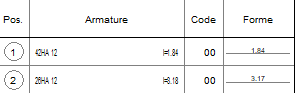 Pos. Armature Code Forme
1 42HA 12 l=1.84 00 1.84
2 26HA 12 l=3.18 00 3.17